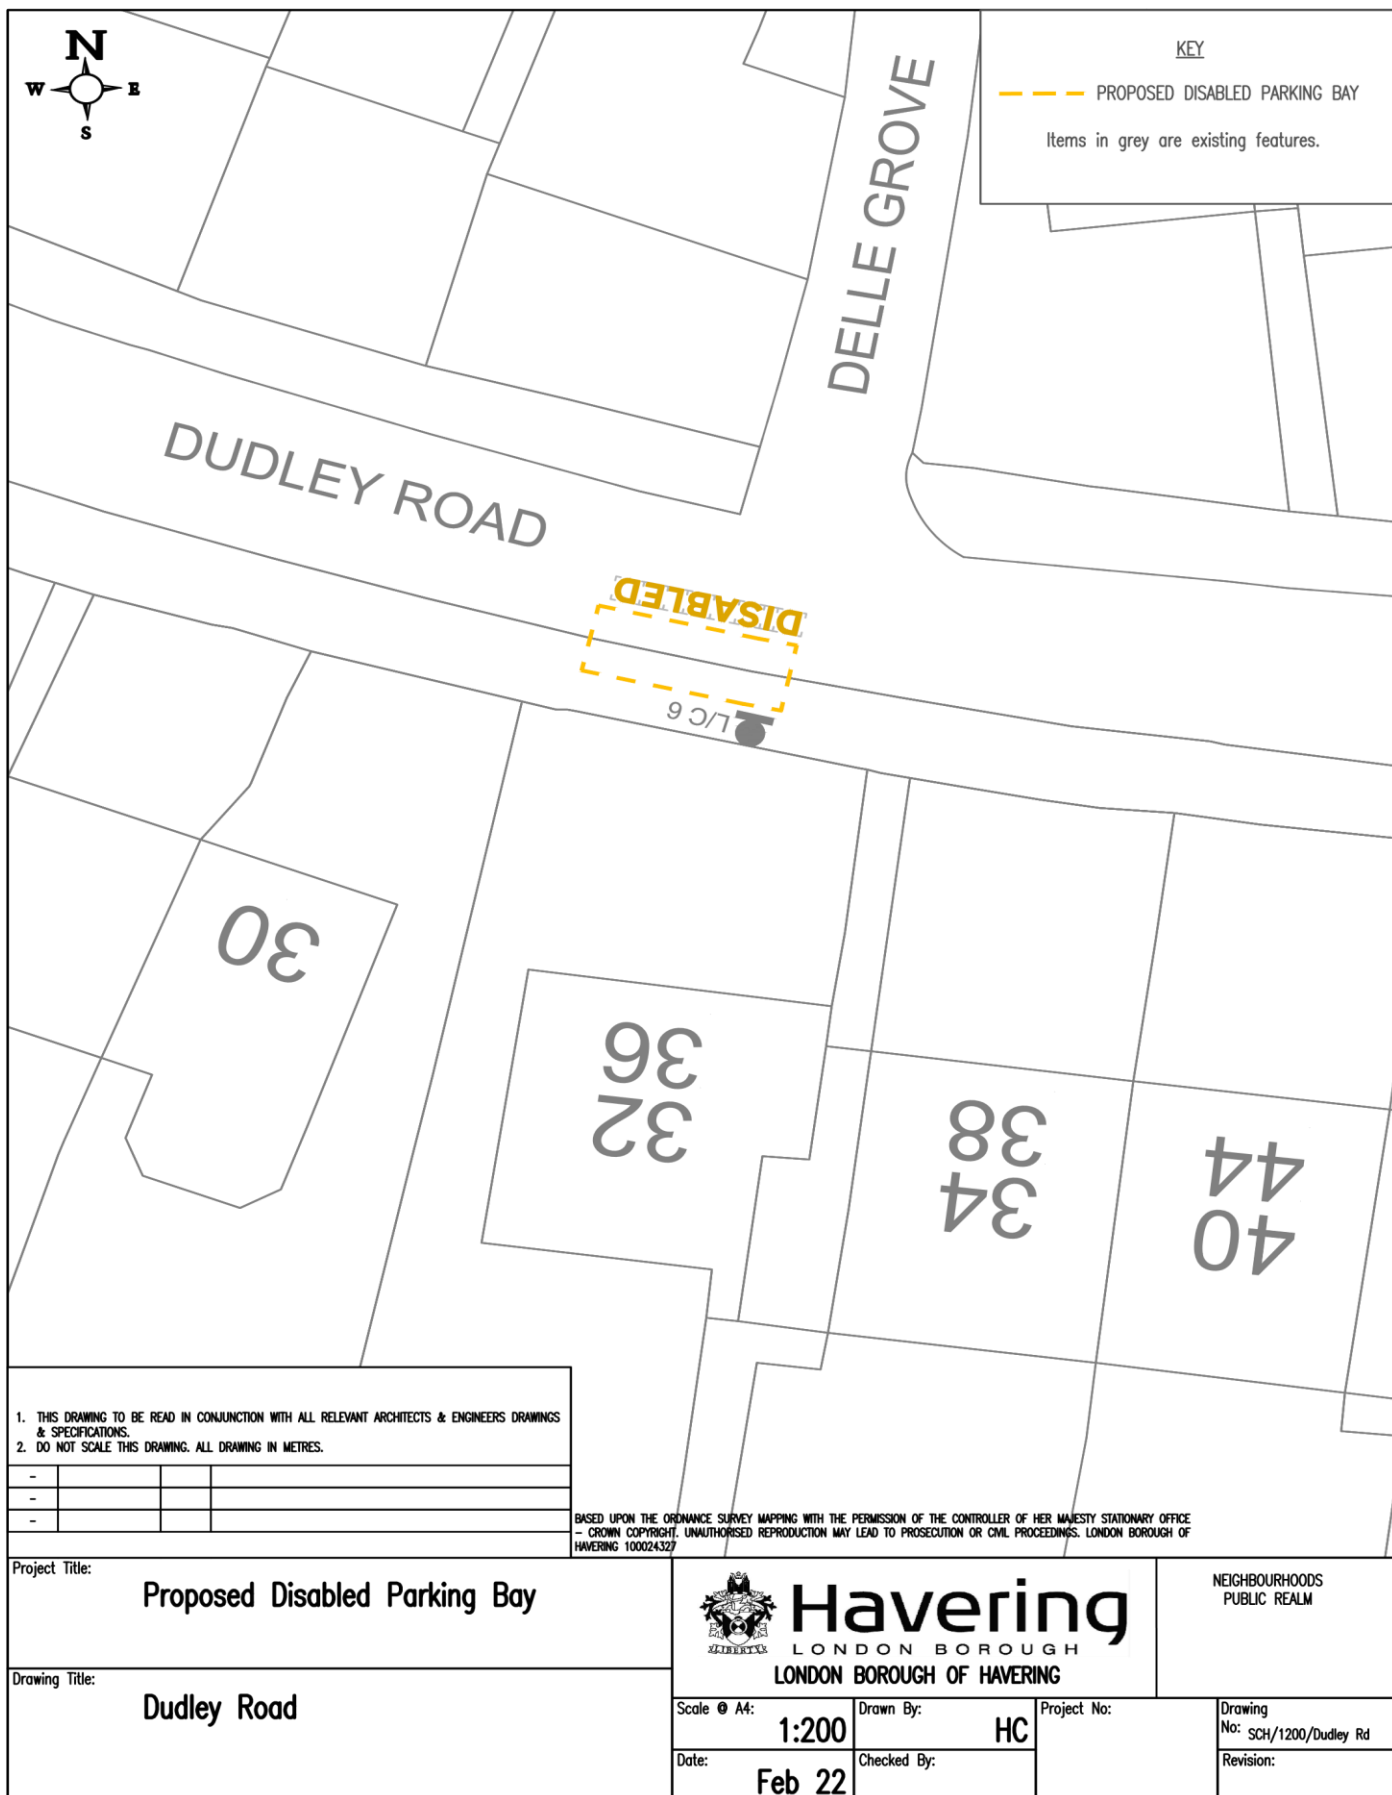 N
W E
S
KEY
PROPOSED DISABLED PARKING BAY
Items in grey are existing features.
DELLE GROVE
DUDLEY ROAD
DISABLED
L/C 6
30
36
32
38
34
44
40
1. THIS DRAWING TO BE READ IN CONJUNCTION WITH ALL RELEVANT ARCHITECTS & ENGINEERS DRAWINGS
& SPECIFICATIONS.
2. DO NOT SCALE THIS DRAWING. ALL DRAWING IN METRES.
-
-
-
BASED UPON THE ORDNANCE SURVEY MAPPING WITH THE PERMISSION OF THE CONTROLLER OF HER MAJESTY STATIONARY OFFICE
- CROWN COPYRIGHT. UNAUTHORISED REPRODUCTION MAY LEAD TO PROSECUTION OR CIVIL PROCEEDINGS. LONDON BOROUGH OF
HAVERING 100024327
Project Title:
Proposed Disabled Parking Bay
Drawing Title:
Dudley Road
LIBERTY
Havering
LONDON BOROUGH
LONDON BOROUGH OF HAVERING
NEIGHBOURHOODS
PUBLIC REALM
Scale @ A4:
1:200
Drawn By:
HC
Project No:
Drawing
No: SCH/1200/Dudley Rd
Date:
Feb 22
Checked By:
Revision: